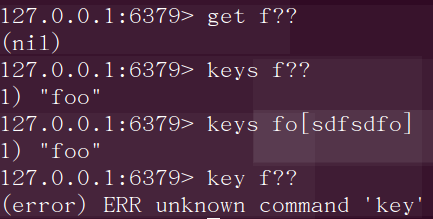 127.0.0.1:6379> get f??
(nil)
127.0.0.1:6379> keys f??
1) "foo"
127.0.0.1:6379> keys fo[sdfsdfo]
1) "foo"
127.0.0.1:6379> key f??
(error) ERR unknown command 'key'